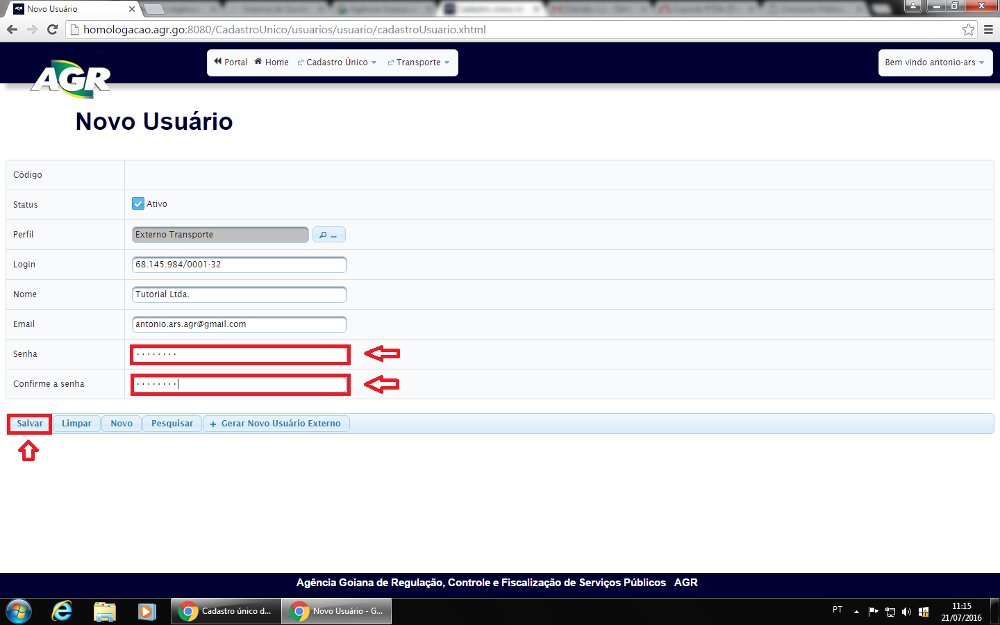 Novo Usuário
homologacao.agr.go:8080/CadastroUnico/usuarios/usuario/cadastroUsuario.xhtml
AGR
Portal Home Cadastro Único Transporte
Bem vindo antonio-ars
Novo Usuário
Código
Status Ativo
Perfil Externo Transporte ...
Login 68.145.984/0001-32
Nome Tutorial Ltda.
Email antonio.ars.agr@gmail.com
Senha ········
Confirme a senha ········
Salvar Limpar Novo Pesquisar + Gerar Novo Usuário Externo
Agência Goiana de Regulação, Controle e Fiscalização de Serviços Públicos AGR
Cadastro único d... Novo Usuário - G... PT 11:15
21/07/2016